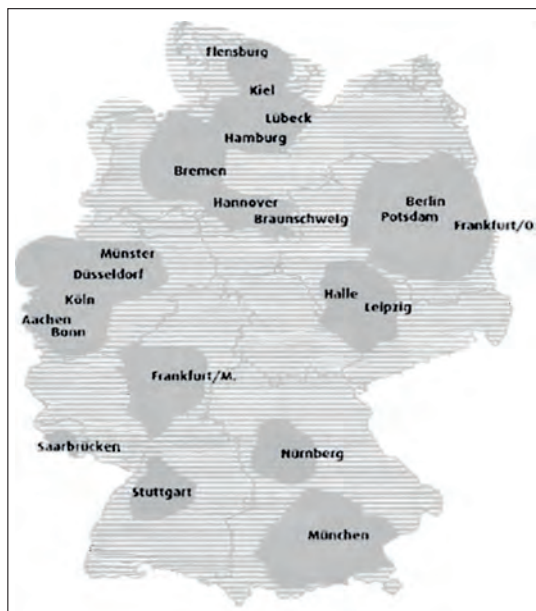 Flensburg
Kiel
Lübeck
Hamburg
Bremen
Hannover
Braunschweig
Berlin
Potsdam
Frankfurt/O.
Münster
Düsseldorf
Köln
Aachen
Bonn
Halle
Leipzig
Frankfurt/M.
Saarbrücken
Nürnberg
Stuttgart
München